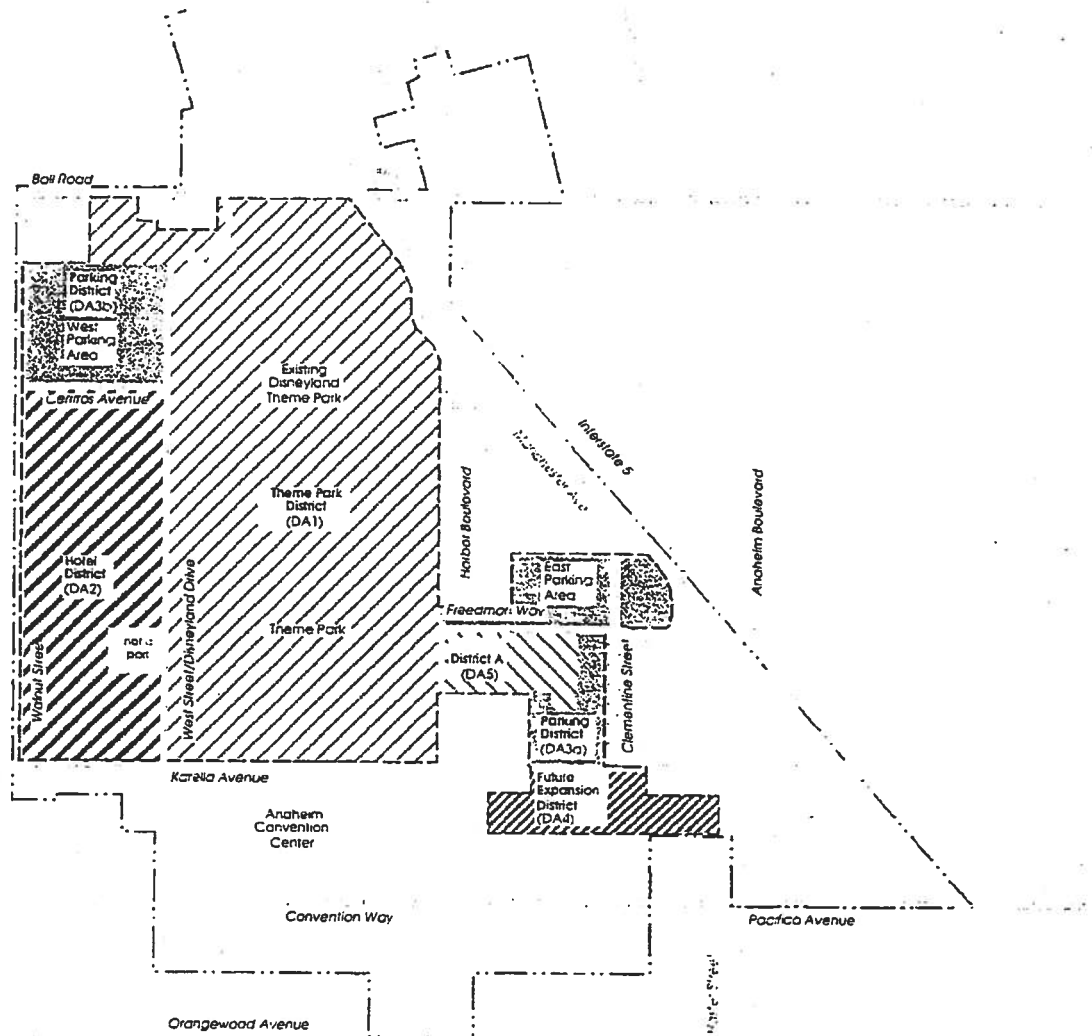 Ball Road
Parking
District
(DA3b)
West
Parking
Area
Cerritos Avenue
Existing
Disneyland
Theme Park
Interstate 5
Theme Park
District
(DA1)
Harbor Boulevard
Anaheim Boulevard
Hotel
District
(DA2)
East
Parking
Area
Freedman Way
West Street/Disneyland Drive
Theme Park
not a
part
Walnut Street
District A
(DA5)
Clementine Street
Parking
District
(DA3a)
Katella Avenue
Future
Expansion
District
(DA4)
Anaheim
Convention
Center
Convention Way
Pacifico Avenue
Orangewood Avenue